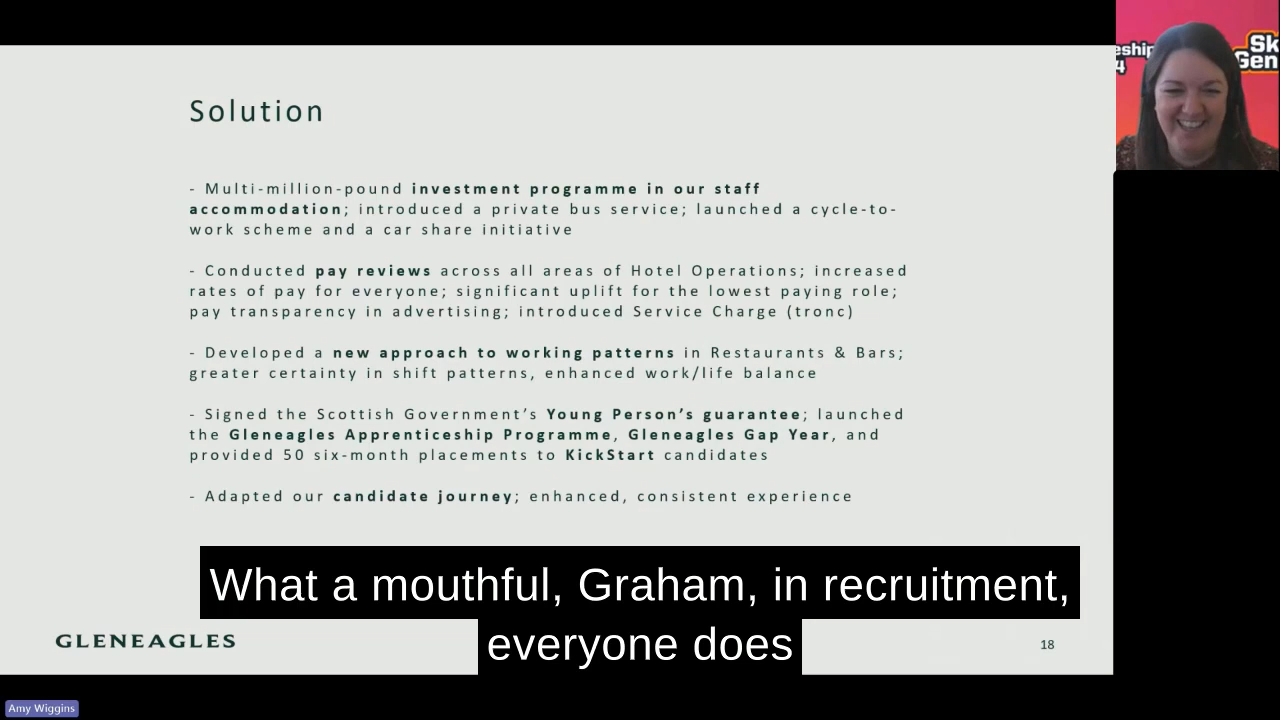 Solution
- Multi-million-pound investment programme in our staff
accommodation; introduced a private bus service; launched a cycle-to-
work scheme and a car share initiative
- Conducted pay reviews across all areas of Hotel Operations; increased
rates of pay for everyone; significant uplift for the lowest paying role;
pay transparency in advertising; introduced Service Charge (tronc)
- Developed a new approach to working patterns in Restaurants & Bars;
greater certainty in shift patterns, enhanced work/life balance
- Signed the Scottish Government’s Young Person’s guarantee; launched
the Gleneagles Apprenticeship Programme, Gleneagles Gap Year, and
provided 50 six-month placements to KickStart candidates
- Adapted our candidate journey; enhanced, consistent experience
What a mouthful, Graham, in recruitment,
everyone does
GLENEAGLES
18
eship
4
Sk
Gen
Amy Wiggins